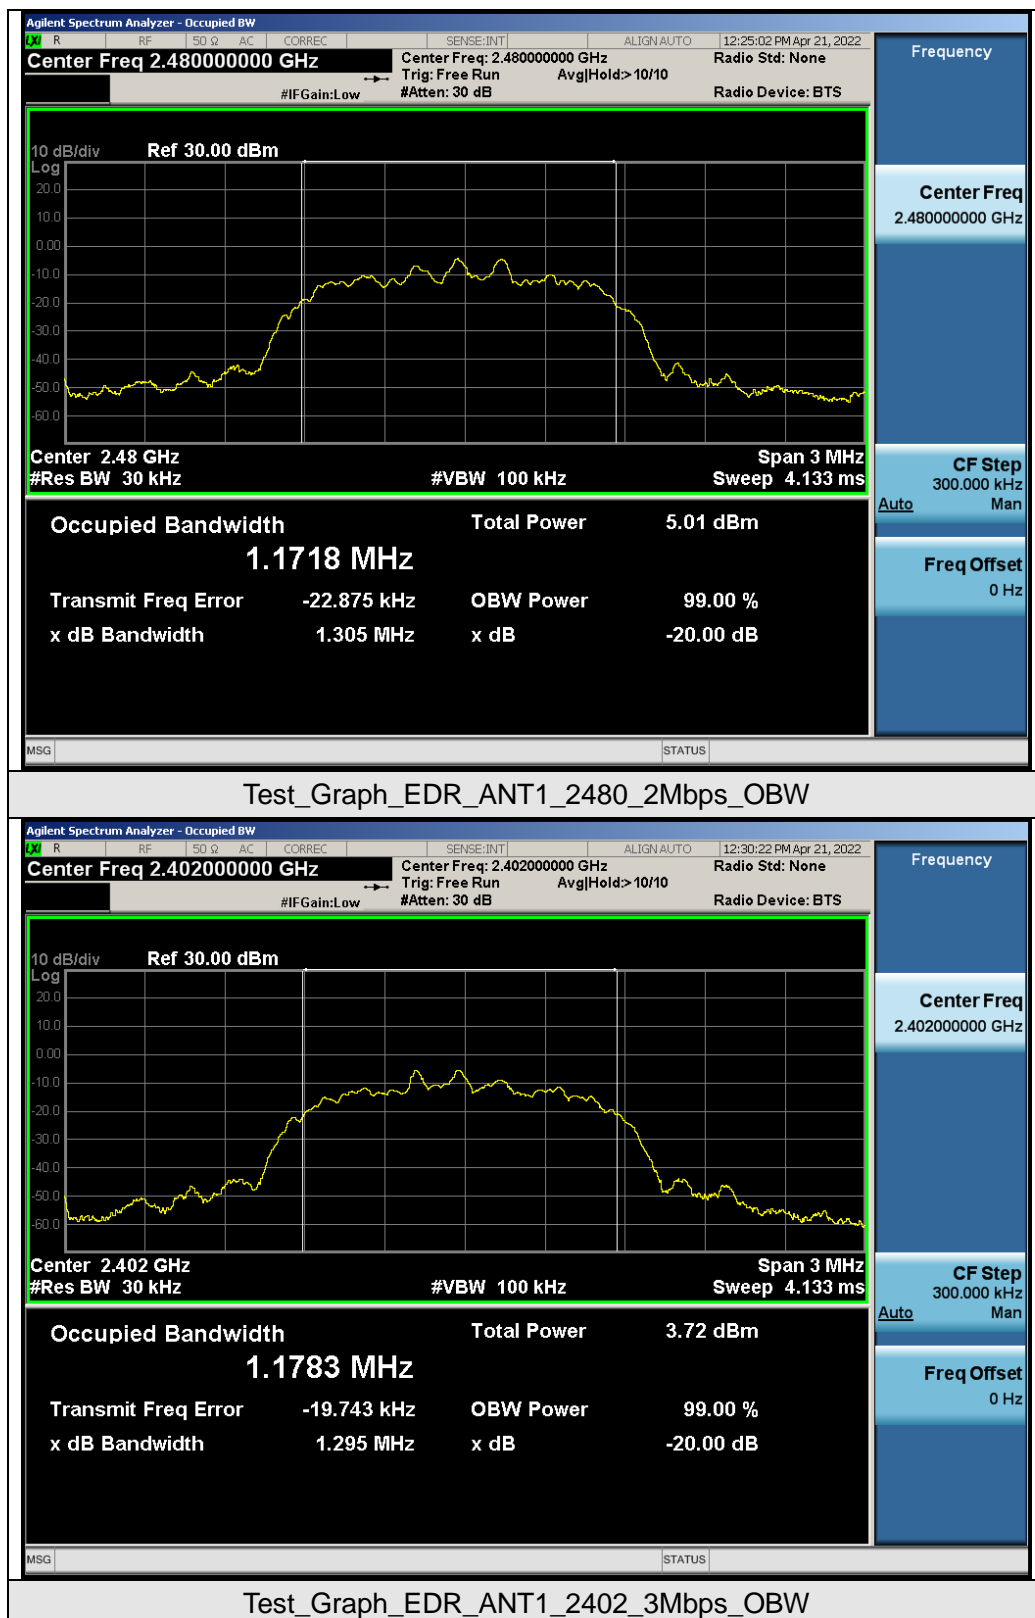 Agilent Spectrum Analyzer - Occupied BW
LXI R RF 50 Ω AC CORREC SENSE:INT ALIGN AUTO 12:25:02 PM Apr 21, 2022
Center Freq 2.480000000 GHz
Center Freq: 2.480000000 GHz Radio Std: None
Trig: Free Run Avg|Hold:> 10/10
#IFGain:Low #Atten: 30 dB Radio Device: BTS
Frequency
10 dB/div Ref 30.00 dBm
Log
20.0
10.0
0.00
-10.0
-20.0
-30.0
-40.0
-50.0
-60.0
Center 2.48 GHz Span 3 MHz
#Res BW 30 kHz #VBW 100 kHz Sweep 4.133 ms
Center Freq
2.480000000 GHz
CF Step
300.000 kHz
Auto Man
Freq Offset
0 Hz
Occupied Bandwidth Total Power 5.01 dBm
1.1718 MHz
Transmit Freq Error -22.875 kHz OBW Power 99.00 %
x dB Bandwidth 1.305 MHz x dB -20.00 dB
MSG STATUS
Test_Graph_EDR_ANT1_2480_2Mbps_OBW
Agilent Spectrum Analyzer - Occupied BW
LXI R RF 50 Ω AC CORREC SENSE:INT ALIGN AUTO 12:30:22 PM Apr 21, 2022
Center Freq 2.402000000 GHz
Center Freq: 2.402000000 GHz Radio Std: None
Trig: Free Run Avg|Hold:> 10/10
#IFGain:Low #Atten: 30 dB Radio Device: BTS
Frequency
10 dB/div Ref 30.00 dBm
Log
20.0
10.0
0.00
-10.0
-20.0
-30.0
-40.0
-50.0
-60.0
Center 2.402 GHz Span 3 MHz
#Res BW 30 kHz #VBW 100 kHz Sweep 4.133 ms
Center Freq
2.402000000 GHz
CF Step
300.000 kHz
Auto Man
Freq Offset
0 Hz
Occupied Bandwidth Total Power 3.72 dBm
1.1783 MHz
Transmit Freq Error -19.743 kHz OBW Power 99.00 %
x dB Bandwidth 1.295 MHz x dB -20.00 dB
MSG STATUS
Test_Graph_EDR_ANT1_2402_3Mbps_OBW